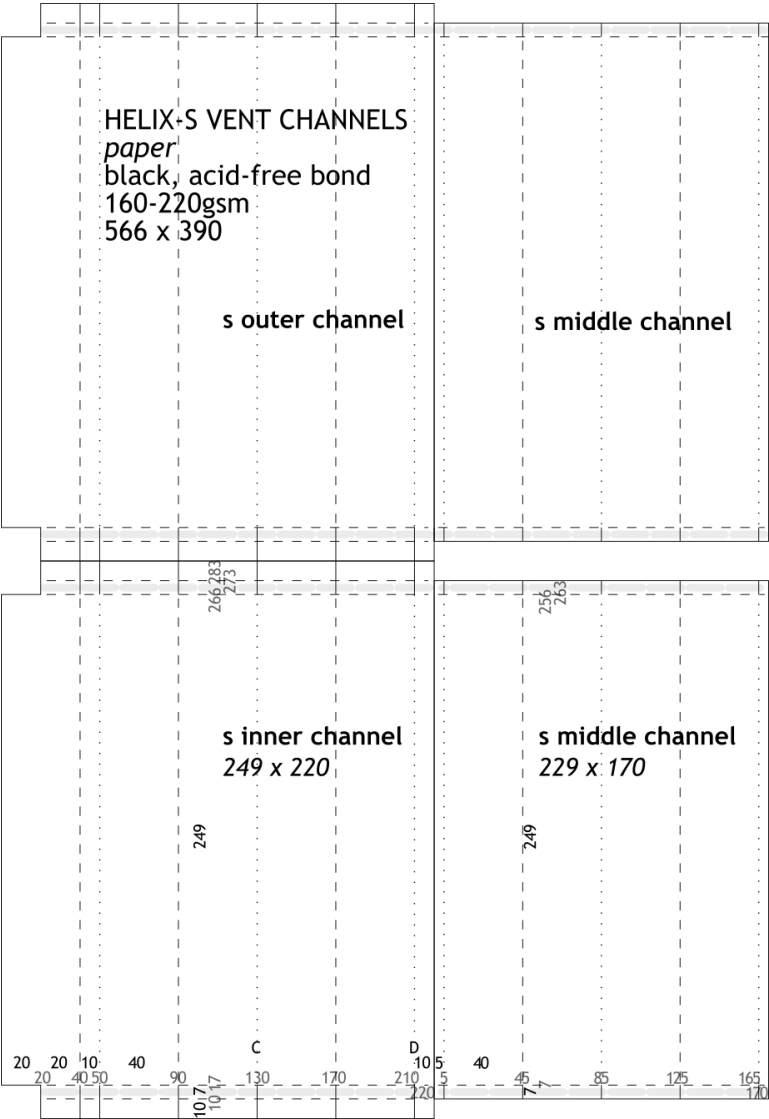 HELIX-S VENT CHANNELS
paper
black, acid-free bond
160-220gsm
566 x 390
s outer channel
s middle channel
283
266
273
256
263
s inner channel
249 x 220
s middle channel
229 x 170
249
249
C
D
20
20
10
40
10
5
40
20
40
50
90
130
170
210
220
5
45
85
125
165
170
10
7
10
17
7
7